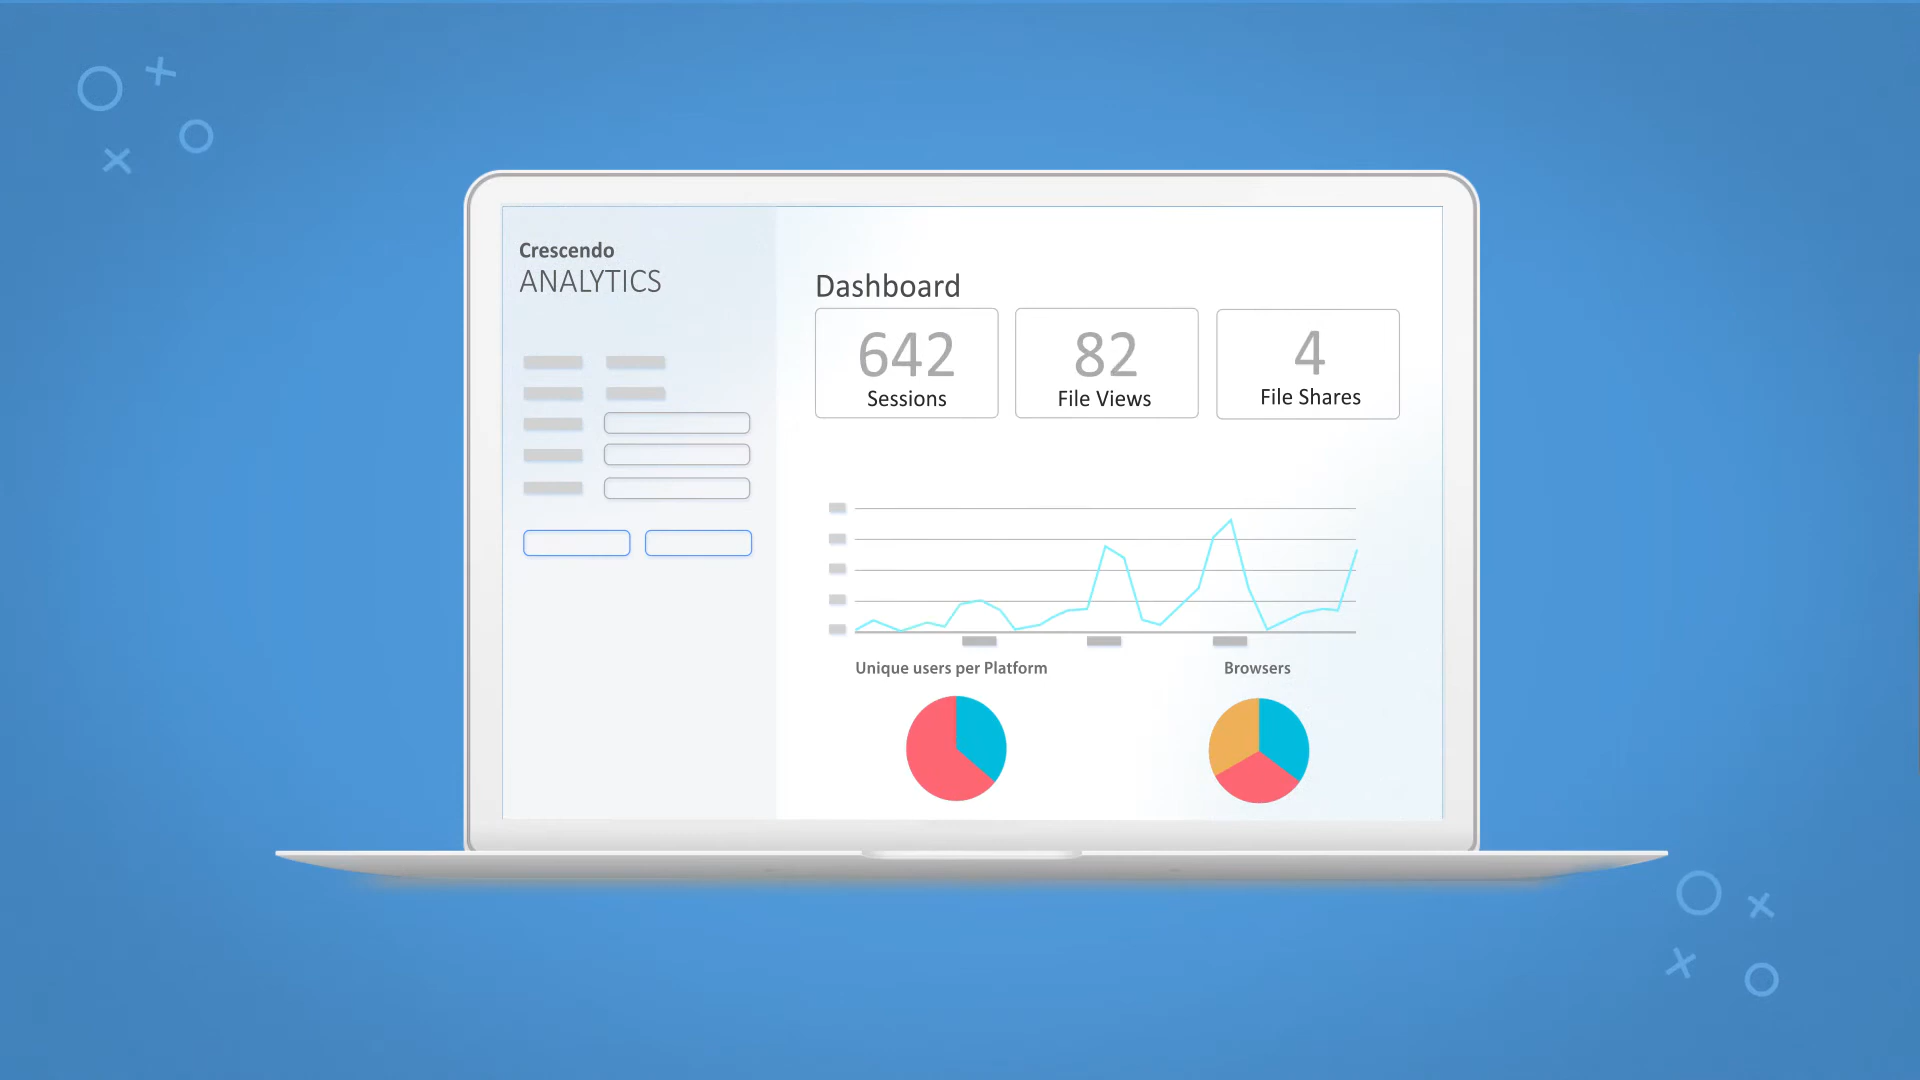 Crescendo
ANALYTICS
Dashboard
642
Sessions
82
File Views
4
File Shares
Unique users per Platform
Browsers